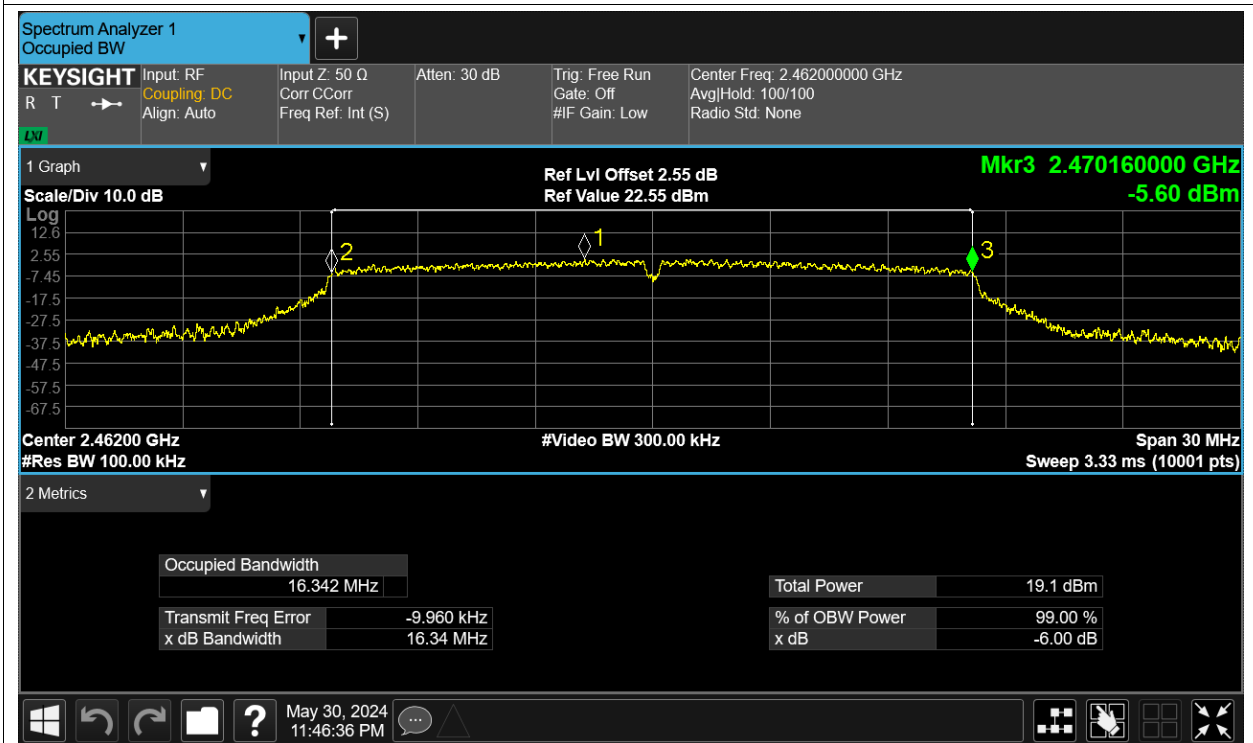 Spectrum Analyzer 1
Occupied BW
KEYSIGHT
R T
LXI
Input: RF
Coupling: DC
Align: Auto
Input Z: 50 Ω
Corr CCorr
Freq Ref: Int (S)
Atten: 30 dB
Trig: Free Run
Gate: Off
#IF Gain: Low
Center Freq: 2.462000000 GHz
Avg|Hold: 100/100
Radio Std: None
1 Graph
Scale/Div 10.0 dB
Ref Lvl Offset 2.55 dB
Ref Value 22.55 dBm
Mkr3 2.470160000 GHz
-5.60 dBm
Log
12.6
2.55
-7.45
-17.5
-27.5
-37.5
-47.5
-57.5
-67.5
2
1
3
Center 2.46200 GHz
#Res BW 100.00 kHz
#Video BW 300.00 kHz
Span 30 MHz
Sweep 3.33 ms (10001 pts)
2 Metrics
Occupied Bandwidth
16.342 MHz
Transmit Freq Error -9.960 kHz
x dB Bandwidth 16.34 MHz
Total Power 19.1 dBm
% of OBW Power 99.00 %
x dB -6.00 dB
?
May 30, 2024
11:46:36 PM